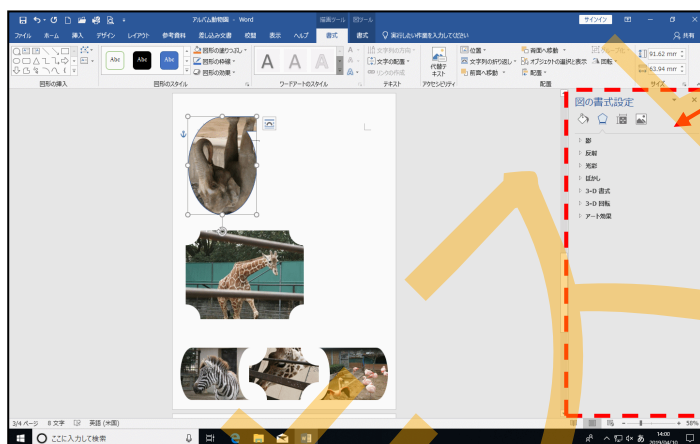 アルバム動物園 - Word
描画ツール 図ツール
サインイン
ファイル ホーム 挿入 デザイン レイアウト 参考資料 差し込み文書 校閲 表示 ヘルプ 書式 書式 実行したい作業を入力してください 共有
Abc Abc Abc
図形の塗りつぶし
図形の枠線
図形の効果
A A A
文字列の方向
文字の配置
リンクの作成
代替テ
キスト
位置
文字列の折り返し
前面へ移動
背面へ移動
オブジェクトの選択と表示
配置
回転
91.62 mm
63.94 mm
図形の挿入 図形のスタイル ワードアートのスタイル テキスト アクセシビリティ 配置 サイズ
図の書式設定
影
反射
光彩
ぼかし
3-D 書式
3-D 回転
アート効果
3/4 ページ 8 文字 英語 (米国)
58%
ここに入力して検索
14:00
2019/04/10